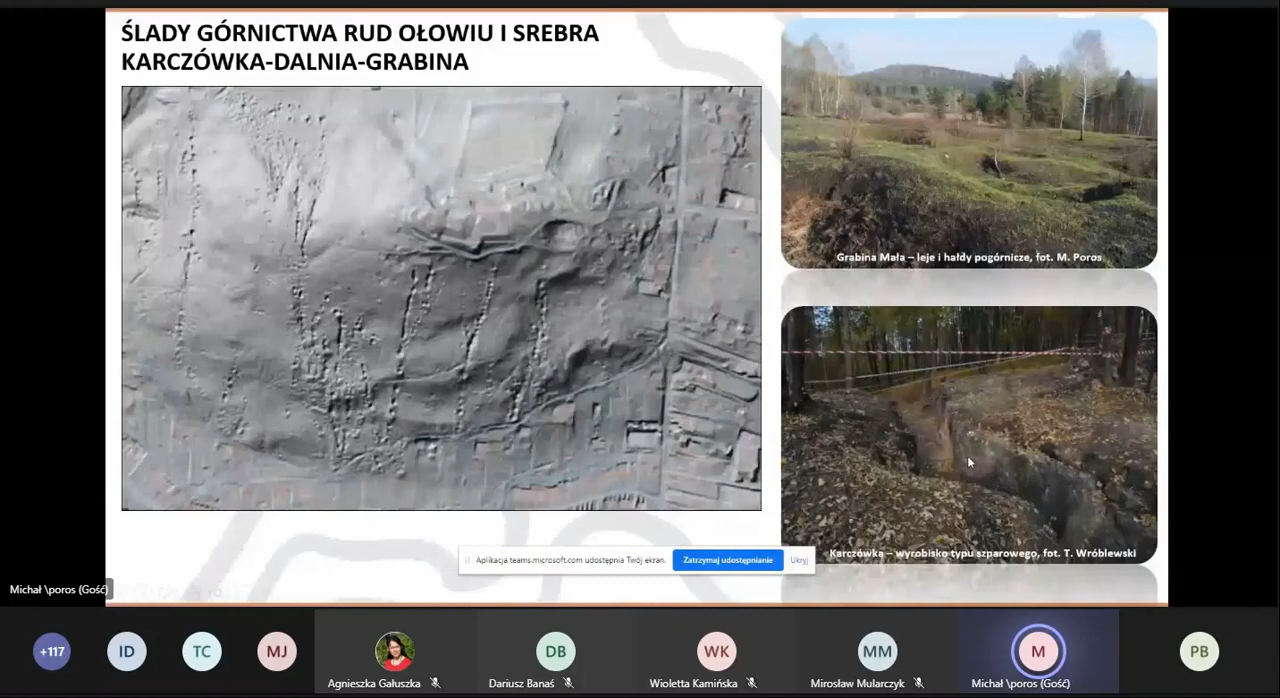 ŚLADY GÓRNICTWA RUD OŁOWIU I SREBRA
KARCZÓWKA-DALNIA-GRABINA
Grabina Mała – leje i hałdy pogórnicze, fot. M. Poros
Karczówka – wyrobisko typu szparowego, fot. T. Wróblewski
Aplikacja teams.microsoft.com udostępnia Twój ekran.
Zatrzymaj udostępnianie
Ukryj
Michał \poros (Gość)
+117
ID
TC
MJ
DB
WK
MM
M
PB
Agnieszka Gałuszka
Dariusz Banaś
Wioletta Kamińska
Mirosław Mularczyk
Michał \poros (Gość)